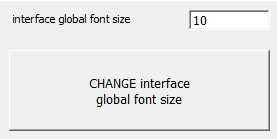 interface global font size 10
CHANGE interface
global font size